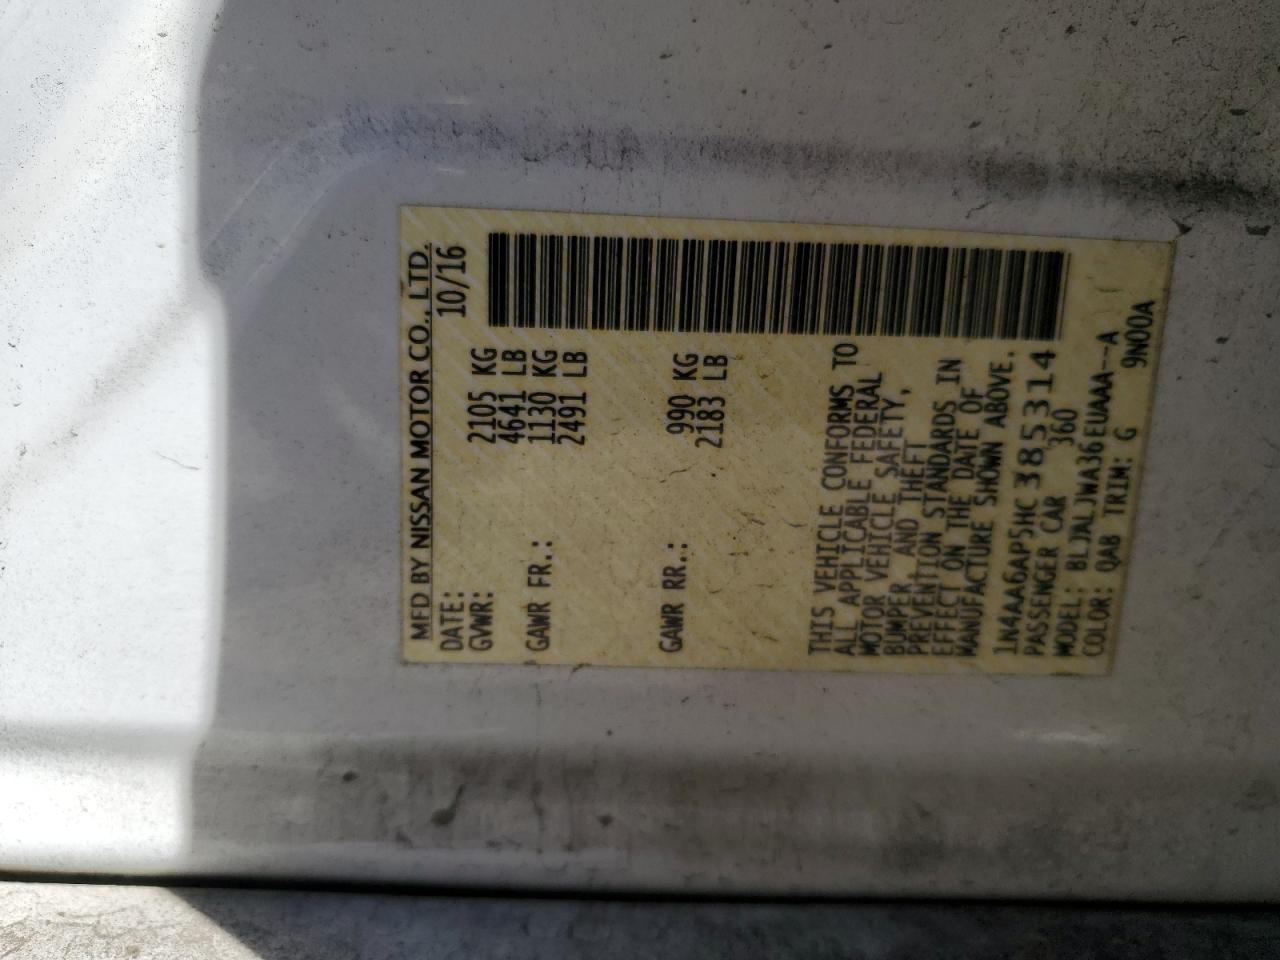 MFD BY NISSAN MOTOR CO., LTD.
DATE: 10/16
GVWR: 2105 KG
4641 LB
GAWR FR.: 1130 KG
2491 LB
GAWR RR.: 990 KG
2183 LB
THIS VEHICLE CONFORMS TO
ALL APPLICABLE FEDERAL
MOTOR VEHICLE SAFETY,
BUMPER, AND THEFT
PREVENTION STANDARDS IN
EFFECT ON THE DATE OF
MANUFACTURE SHOWN ABOVE.
1N4AA6AP5HC385314
PASSENGER CAR 360
MODEL: BLJALJWA36EUAAA--A
COLOR: QAB TRIM: G 9N00A